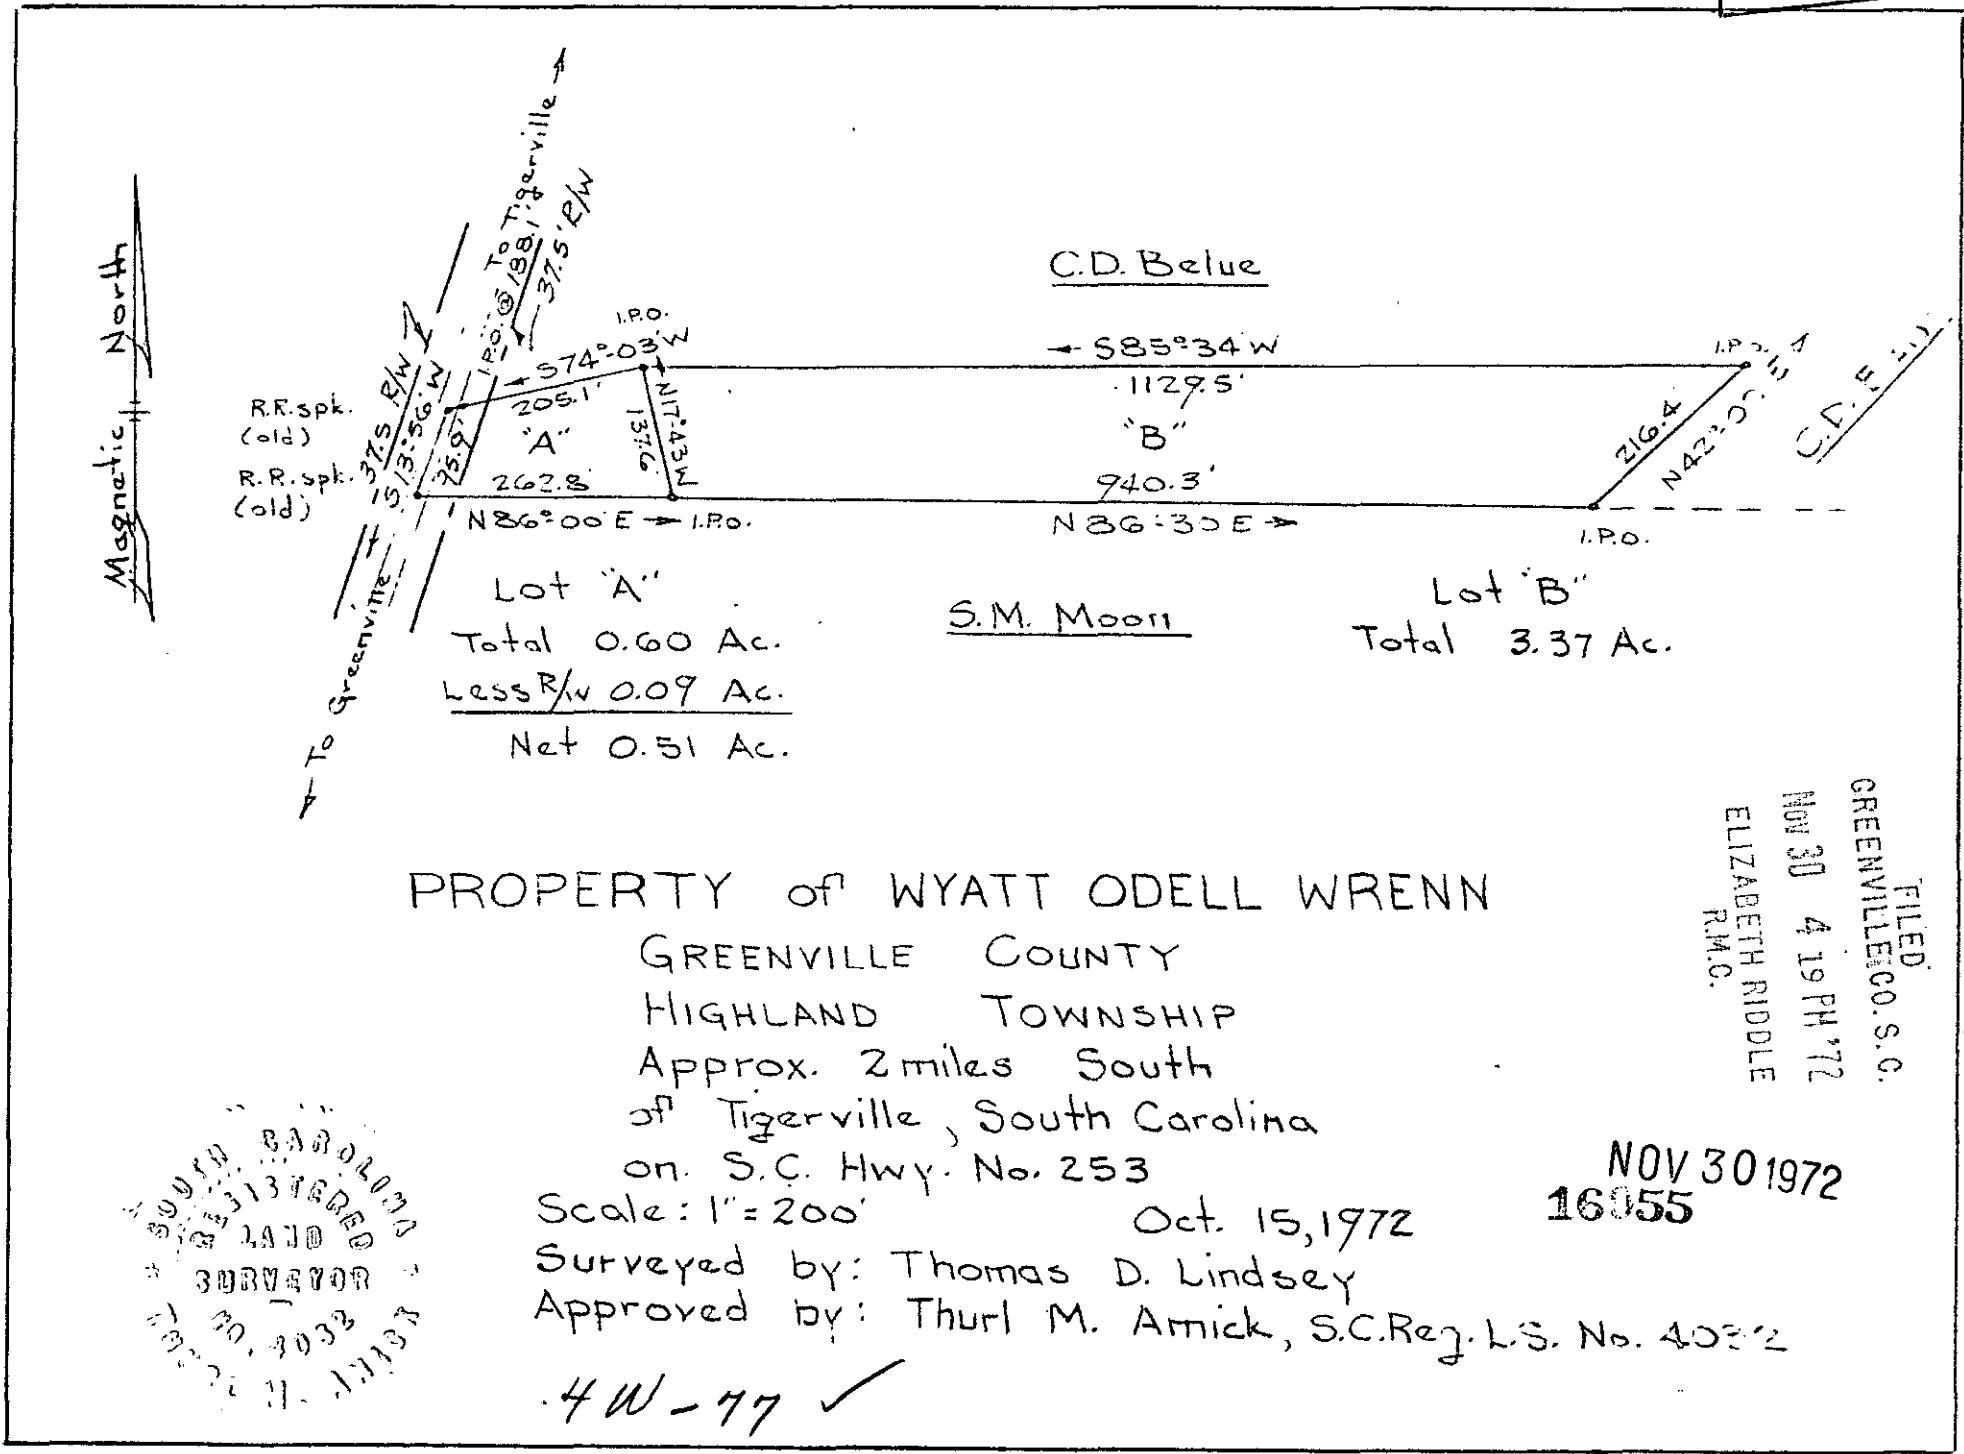 To Tigerville
I.P.O. @ 188.1'
37.5' R/W
Magnetic North
C.D. Belue
I.P.O.
S74°-03'W
205.1'
S85°34'W
1129.5'
I.P.O.
37.5 R/W
S13°-56'W
95.9'
R.R. spk.
(old)
R.R. spk.
(old)
"A"
N17°-43'W
137.6'
"B"
216.4
C.D.
262.8'
N86°00'E
I.P.O.
940.3'
N86°30E
I.P.O.
To Greenville
Lot "A"
Total 0.60 Ac.
Less R/W 0.09 Ac.
Net 0.51 Ac.
S.M. Moon
Lot "B"
Total 3.37 Ac.
PROPERTY of WYATT ODELL WRENN
GREENVILLE COUNTY
HIGHLAND TOWNSHIP
Approx. 2 miles South
of Tigerville, South Carolina
on S.C. Hwy. No. 253
Scale: 1"=200'
Oct. 15, 1972
Surveyed by: Thomas D. Lindsey
Approved by: Thurl M. Amick, S.C. Reg. L.S. No.
FILED
GREENVILLE CO. S.C.
NOV 30 4 19 PM '72
ELIZABETH RIDDLE
R.M.C.
NOV 30 1972
SOUTH CAROLINA
REGISTERED
LAND
SURVEYOR
NO. 4032
4W-77